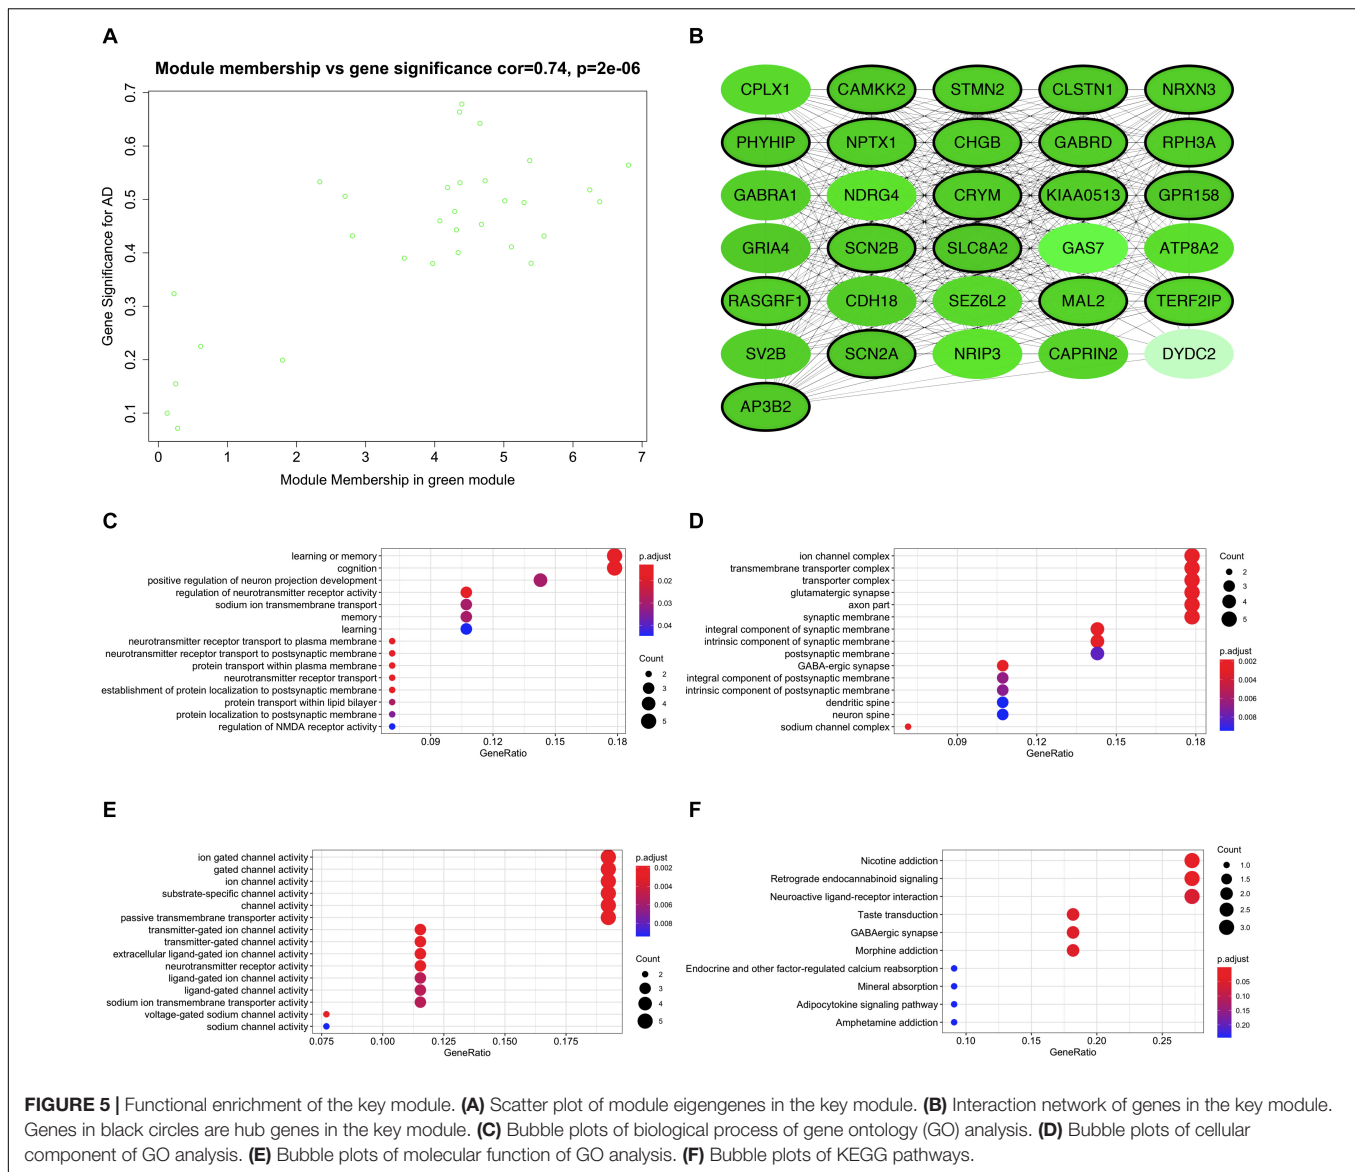 A
Module membership vs gene significance cor=0.74, p=2e-06
0.7
0.6
0.5
0.4
0.3
0.2
0.1
Gene Significance for AD
0 1 2 3 4 5 6 7
Module Membership in green module
B
CPLX1 CAMKK2 STMN2 CLSTN1 NRXN3
PHYHIP NPTX1 CHGB GABRD RPH3A
GABRA1 NDRG4 CRYM KIAA0513 GPR158
GRIA4 SCN2B SLC8A2 GAS7 ATP8A2
RASGRF1 CDH18 SEZ6L2 MAL2 TERF2IP
SV2B SCN2A NRIP3 CAPRIN2 DYDC2
AP3B2
C
learning or memory
cognition
positive regulation of neuron projection development
regulation of neurotransmitter receptor activity
sodium ion transmembrane transport
memory
learning
neurotransmitter receptor transport to plasma membrane
neurotransmitter receptor transport to postsynaptic membrane
protein transport within plasma membrane
neurotransmitter receptor transport
establishment of protein localization to postsynaptic membrane
protein transport within lipid bilayer
protein localization to postsynaptic membrane
regulation of NMDA receptor activity
0.09 0.12 0.15 0.18
GeneRatio
p.adjust
0.02
0.03
0.04
Count
2
3
4
5
D
ion channel complex
transmembrane transporter complex
transporter complex
glutamatergic synapse
axon part
synaptic membrane
integral component of synaptic membrane
intrinsic component of synaptic membrane
postsynaptic membrane
GABA-ergic synapse
integral component of postsynaptic membrane
intrinsic component of postsynaptic membrane
dendritic spine
neuron spine
sodium channel complex
0.09 0.12 0.15 0.18
GeneRatio
Count
2
3
4
5
p.adjust
0.002
0.004
0.006
0.008
E
ion gated channel activity
gated channel activity
ion channel activity
substrate-specific channel activity
channel activity
passive transmembrane transporter activity
transmitter-gated ion channel activity
transmitter-gated channel activity
extracellular ligand-gated ion channel activity
neurotransmitter receptor activity
ligand-gated ion channel activity
ligand-gated channel activity
sodium ion transmembrane transporter activity
voltage-gated sodium channel activity
sodium channel activity
0.075 0.100 0.125 0.150 0.175
GeneRatio
p.adjust
0.002
0.004
0.006
0.008
Count
2
3
4
5
F
Nicotine addiction
Retrograde endocannabinoid signaling
Neuroactive ligand-receptor interaction
Taste transduction
GABAergic synapse
Morphine addiction
Endocrine and other factor-regulated calcium reabsorption
Mineral absorption
Adipocytokine signaling pathway
Amphetamine addiction
0.10 0.15 0.20 0.25
GeneRatio
Count
1.0
1.5
2.0
2.5
3.0
p.adjust
0.05
0.10
0.15
0.20
FIGURE 5 | Functional enrichment of the key module. (A) Scatter plot of module eigengenes in the key module. (B) Interaction network of genes in the key module.
Genes in black circles are hub genes in the key module. (C) Bubble plots of biological process of gene ontology (GO) analysis. (D) Bubble plots of cellular
component of GO analysis. (E) Bubble plots of molecular function of GO analysis. (F) Bubble plots of KEGG pathways.